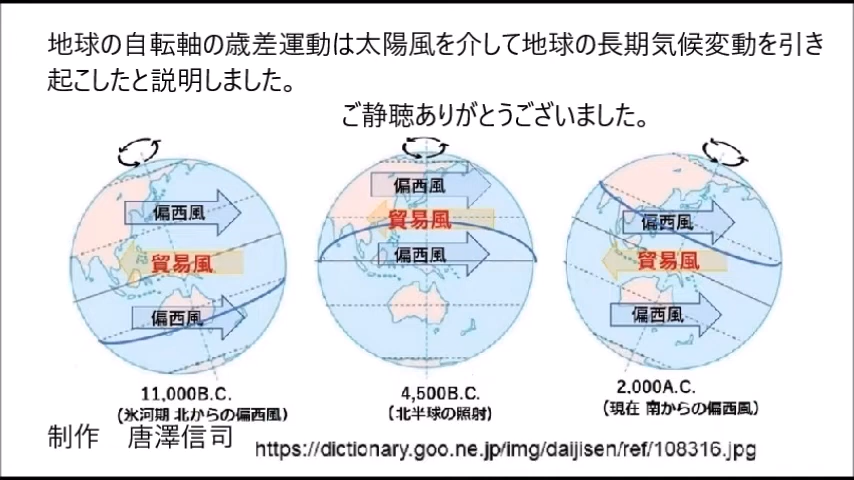 地球の自転軸の歳差運動は太陽風を介して地球の長期気候変動を引き
起こしたと説明しました。
ご静聴ありがとうございました。
偏西風
貿易風
偏西風
11,000B.C.
(氷河期 北からの偏西風)
偏西風
貿易風
偏西風
4,500B.C.
(北半球の照射)
偏西風
貿易風
偏西風
2,000A.C.
(現在 南からの偏西風)
制作 唐澤信司
https://dictionary.goo.ne.jp/img/daijisen/ref/108316.jpg